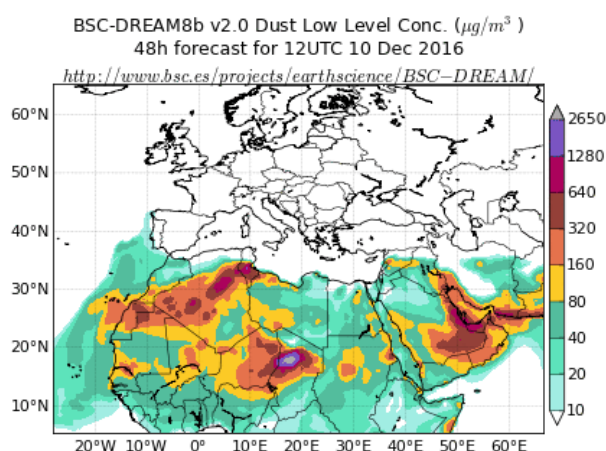 BSC-DREAM8b v2.0 Dust Low Level Conc. (μg/m³ )
48h forecast for 12UTC 10 Dec 2016
http://www.bsc.es/projects/earthscience/BSC−DREAM/
60°N
50°N
40°N
30°N
20°N
10°N
20°W
10°W
0°
10°E
20°E
30°E
40°E
50°E
60°E
2650
1280
640
320
160
80
40
20
10